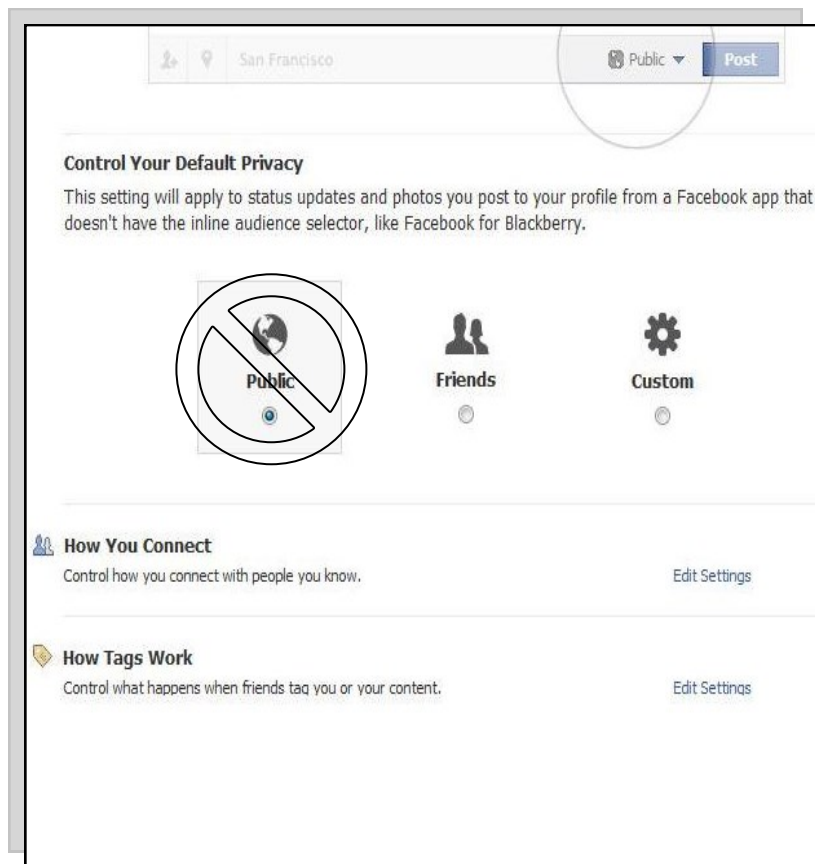 San Francisco Public Post
Control Your Default Privacy
This setting will apply to status updates and photos you post to your profile from a Facebook app that
doesn't have the inline audience selector, like Facebook for Blackberry.
Public Friends Custom
How You Connect
Control how you connect with people you know. Edit Settings
How Tags Work
Control what happens when friends tag you or your content. Edit Settings